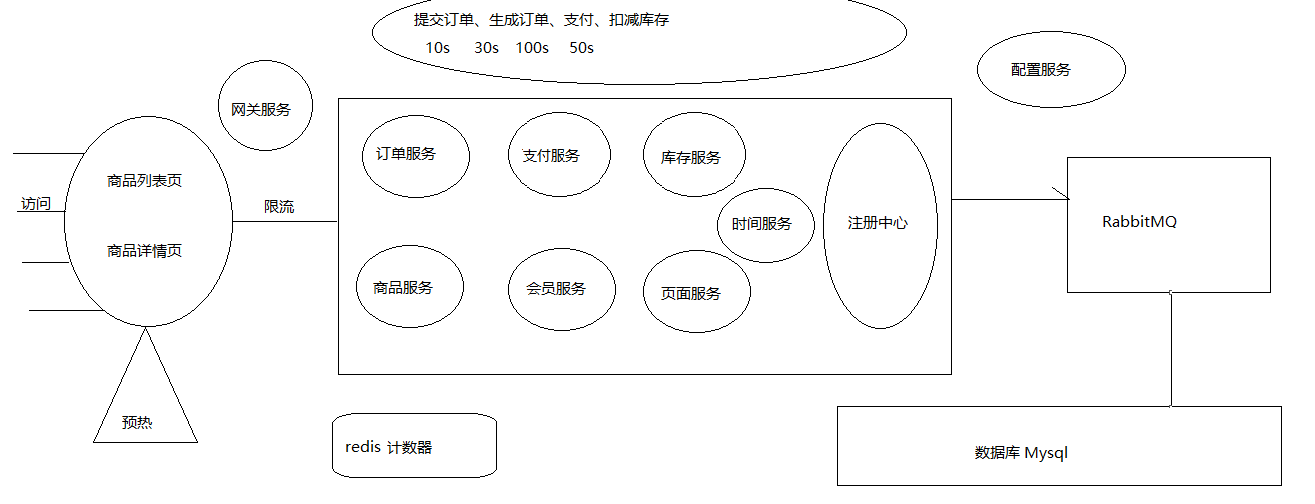 提交订单、生成订单、支付、扣减库存
10s 30s 100s 50s
配置服务
网关服务
订单服务
支付服务
库存服务
商品列表页
访问
限流
时间服务
注册中心
RabbitMQ
商品详情页
商品服务
会员服务
页面服务
预热
redis 计数器
数据库 Mysql